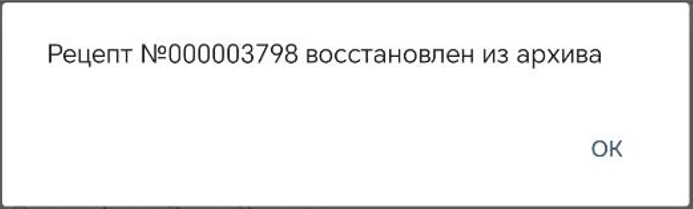 Рецепт №000003798 восстановлен из архива
ОК